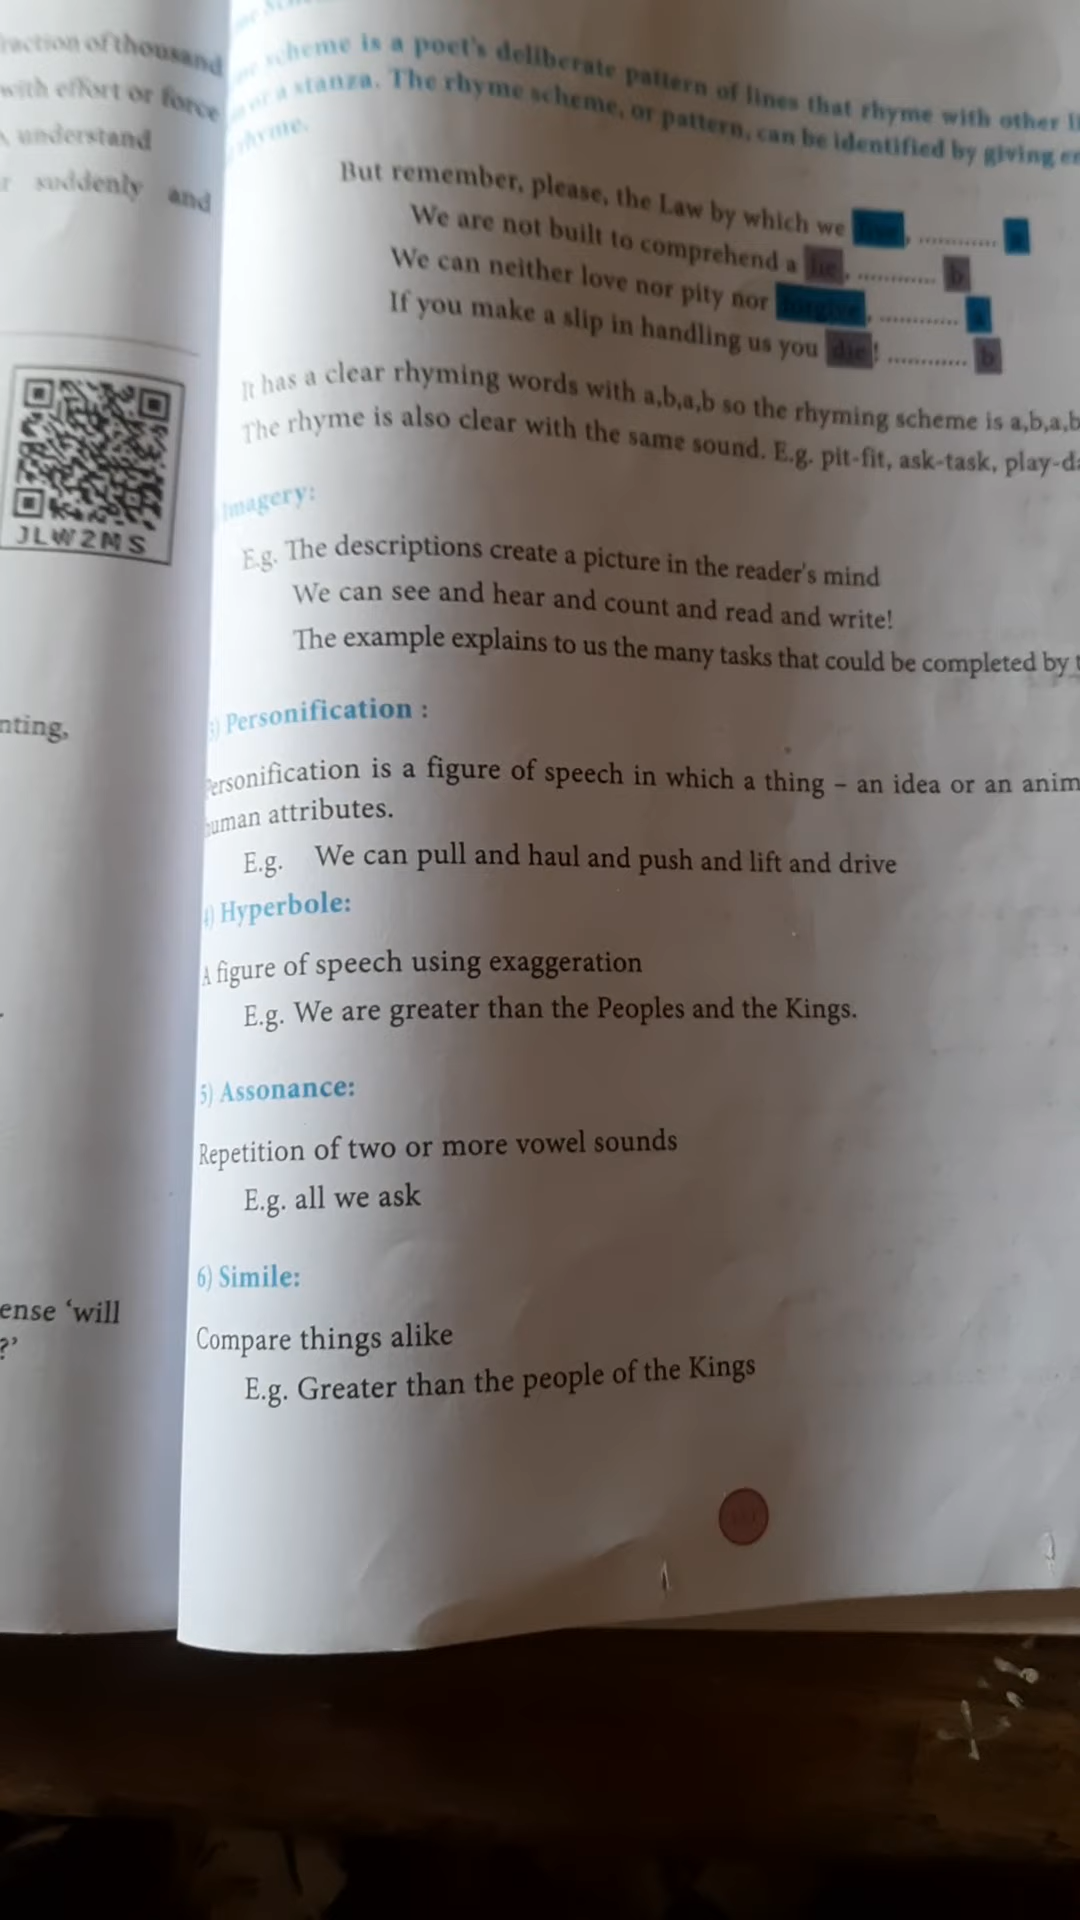 raction of thousand
with effort or force
understand
suddenly and
JLW2MS
nting,
ense ‘will
?’
scheme is a poet's deliberate pattern of lines that rhyme with other
or a stanza. The rhyme scheme, or pattern, can be identified by giving
rhyme.
But remember, please, the Law by which we live, ............ a
We are not built to comprehend a lie, ............ b
We can neither love nor pity nor forgive, ............ a
If you make a slip in handling us you die! ............ b
It has a clear rhyming words with a,b,a,b so the rhyming scheme is a,b,a,b
The rhyme is also clear with the same sound. E.g. pit-fit, ask-task, play-da
Imagery:
E.g. The descriptions create a picture in the reader's mind
We can see and hear and count and read and write!
The example explains to us the many tasks that could be completed by t
3) Personification :
Personification is a figure of speech in which a thing – an idea or an anim
human attributes.
E.g. We can pull and haul and push and lift and drive
4) Hyperbole:
A figure of speech using exaggeration
E.g. We are greater than the Peoples and the Kings.
5) Assonance:
Repetition of two or more vowel sounds
E.g. all we ask
6) Simile:
Compare things alike
E.g. Greater than the people of the Kings